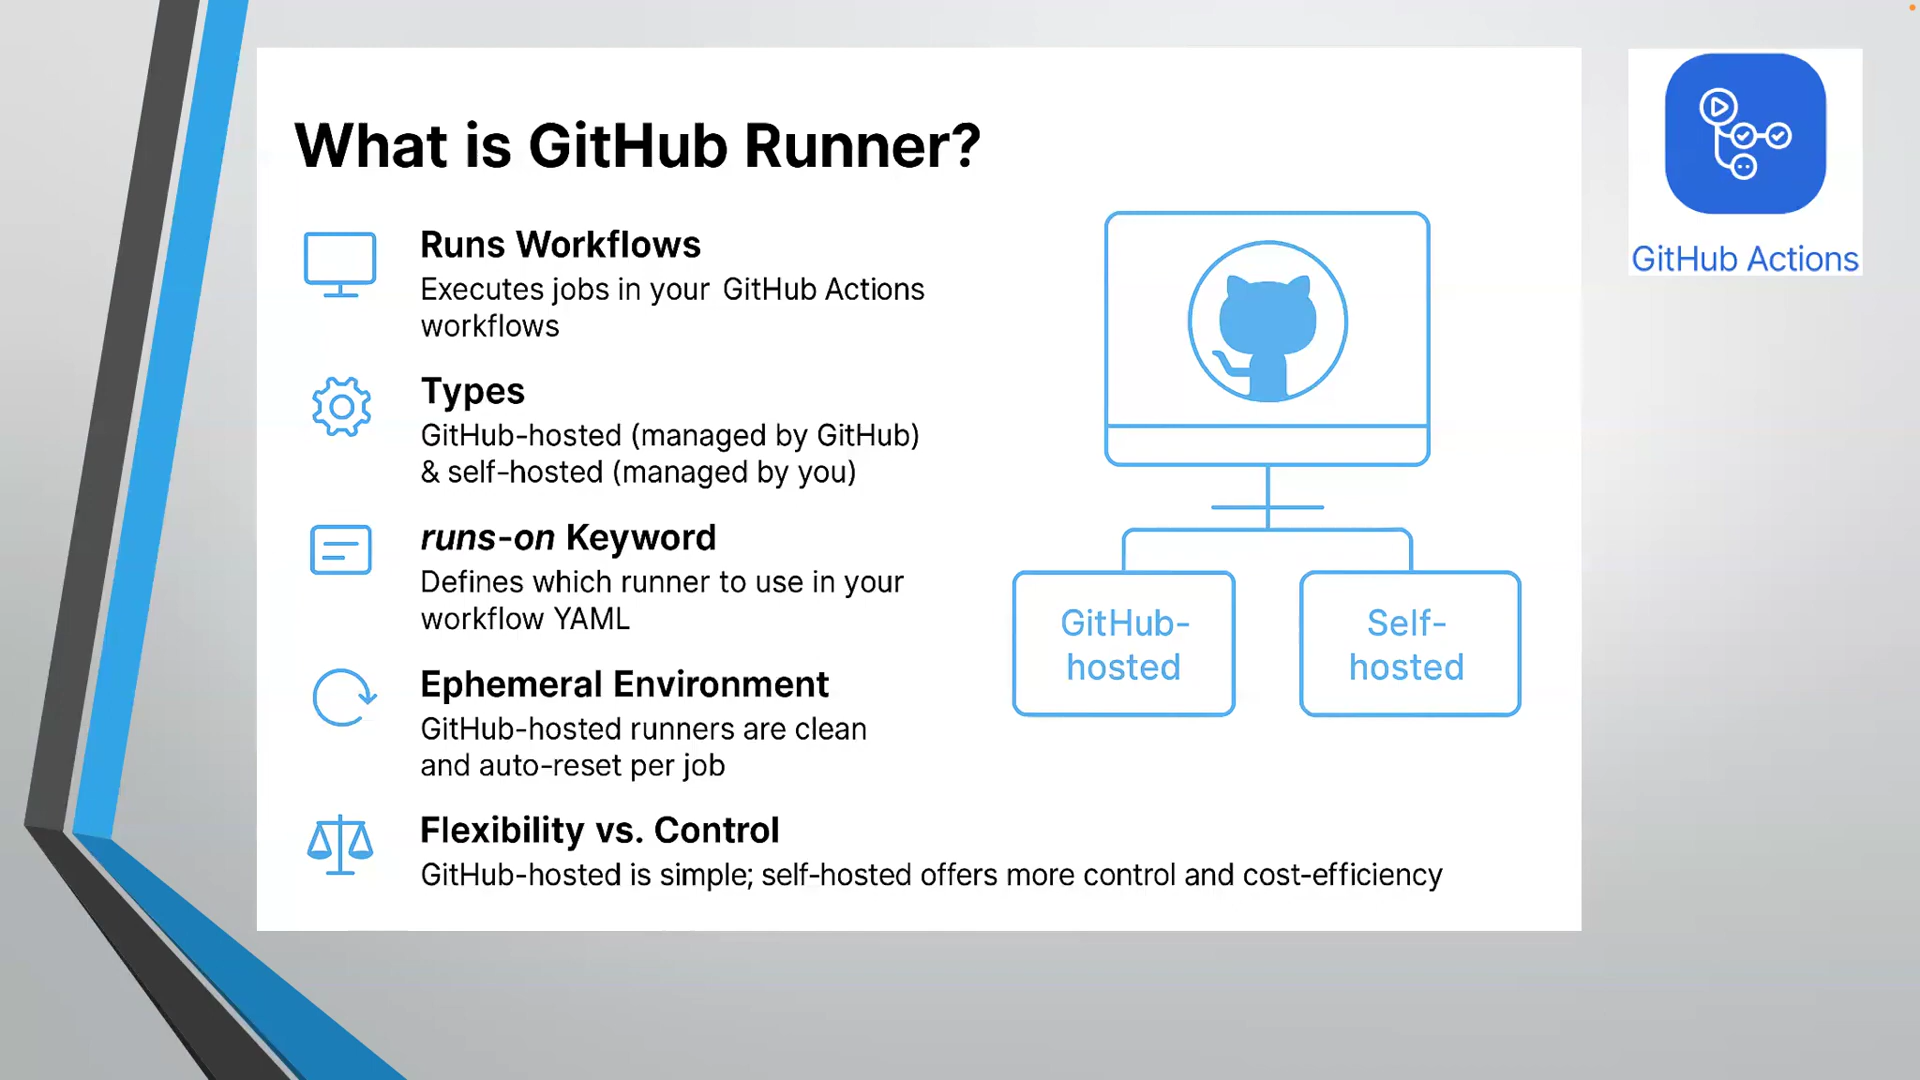 What is GitHub Runner?
Runs Workflows
Executes jobs in your GitHub Actions
workflows
Types
GitHub-hosted (managed by GitHub)
& self-hosted (managed by you)
runs-on Keyword
Defines which runner to use in your
workflow YAML
Ephemeral Environment
GitHub-hosted runners are clean
and auto-reset per job
Flexibility vs. Control
GitHub-hosted is simple; self-hosted offers more control and cost-efficiency
GitHub-
hosted
Self-
hosted
GitHub Actions